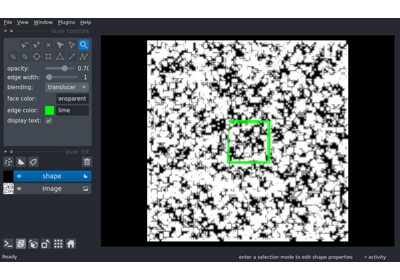 File View Window Plugins Help
layer controls
opacity: 0.70
edge width: 1
blending: translucer
face color: ansparent
edge color: lime
display text:
layer list
shape
Image
Ready
enter a selection mode to edit shape properties
activity